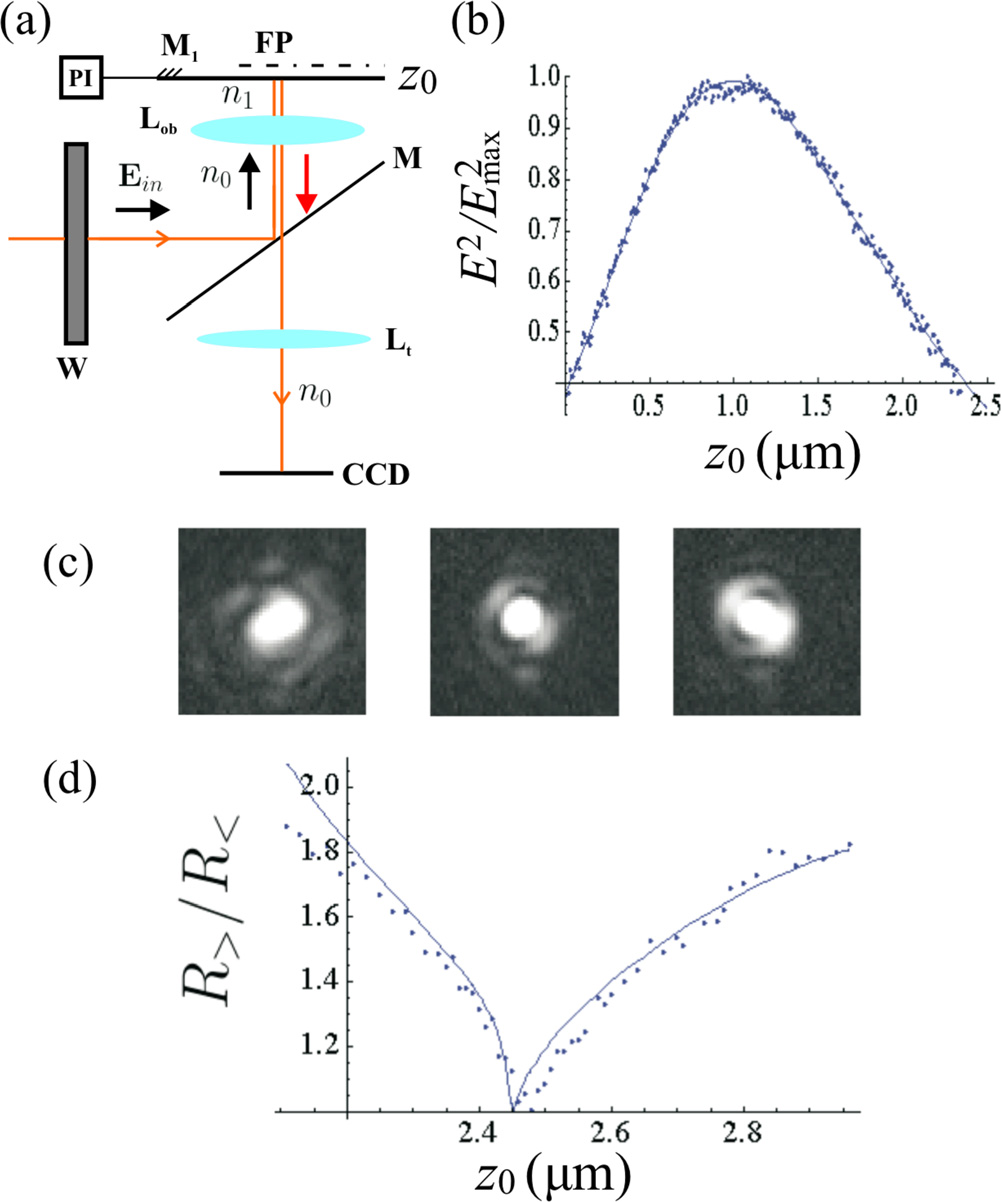 (a)
M₁
FP
PI
z₀
n₁
Lₒb
M
n₀
E_in
W
Lₜ
n₀
CCD
(b)
E²/E²max
1.0
0.9
0.8
0.7
0.6
0.5
0.5
1.0
1.5
2.0
2.5
z₀ (μm)
(c)
(d)
R>/R<
2.0
1.8
1.6
1.4
1.2
2.4
2.6
2.8
z₀ (μm)